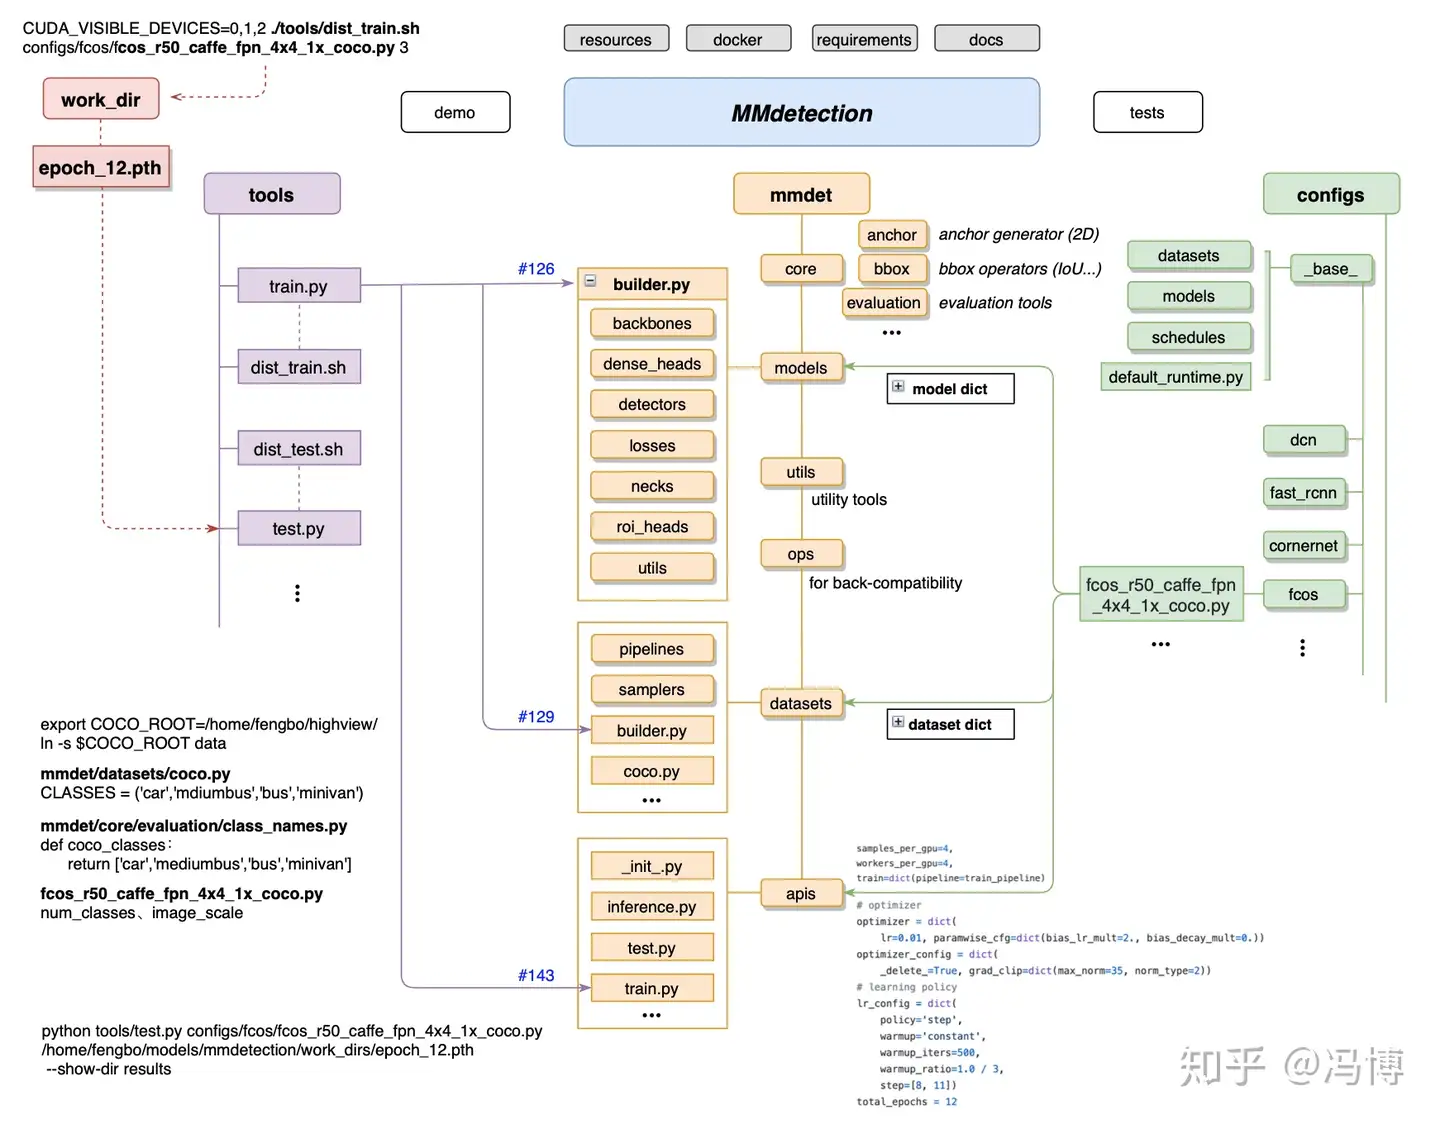 CUDA_VISIBLE_DEVICES=0,1,2 ./tools/dist_train.sh
configs/fcos/fcos_r50_caffe_fpn_4x4_1x_coco.py 3
resources
docker
requirements
docs
work_dir
epoch_12.pth
demo
MMdetection
tests
tools
train.py
dist_train.sh
dist_test.sh
test.py
#126
#129
#143
builder.py
backbones
dense_heads
detectors
losses
necks
roi_heads
utils
pipelines
samplers
builder.py
coco.py
...
_init_.py
inference.py
test.py
train.py
...
mmdet
core
anchor
anchor generator (2D)
bbox
bbox operators (IoU...)
evaluation
evaluation tools
...
models
model dict
utils
utility tools
ops
for back-compatibility
datasets
dataset dict
apis
configs
_base_
datasets
models
schedules
default_runtime.py
dcn
fast_rcnn
cornernet
fcos
fcos_r50_caffe_fpn
_4x4_1x_coco.py
...
export COCO_ROOT=/home/fengbo/highview/
ln -s $COCO_ROOT data
mmdet/datasets/coco.py
CLASSES = ('car','mdiumbus','bus','minivan')
mmdet/core/evaluation/class_names.py
def coco_classes：
return ['car','mediumbus','bus','minivan']
fcos_r50_caffe_fpn_4x4_1x_coco.py
num_classes、image_scale
python tools/test.py configs/fcos/fcos_r50_caffe_fpn_4x4_1x_coco.py
/home/fengbo/models/mmdetection/work_dirs/epoch_12.pth
--show-dir results
samples_per_gpu=4,
workers_per_gpu=4,
train=dict(pipeline=train_pipeline)
# optimizer
optimizer = dict(
lr=0.01, paramwise_cfg=dict(bias_lr_mult=2., bias_decay_mult=0.))
optimizer_config = dict(
_delete_=True, grad_clip=dict(max_norm=35, norm_type=2))
# learning policy
lr_config = dict(
policy='step',
warmup='constant',
warmup_iters=500,
warmup_ratio=1.0 / 3,
step=[8, 11])
total_epochs = 12
知乎 @冯博